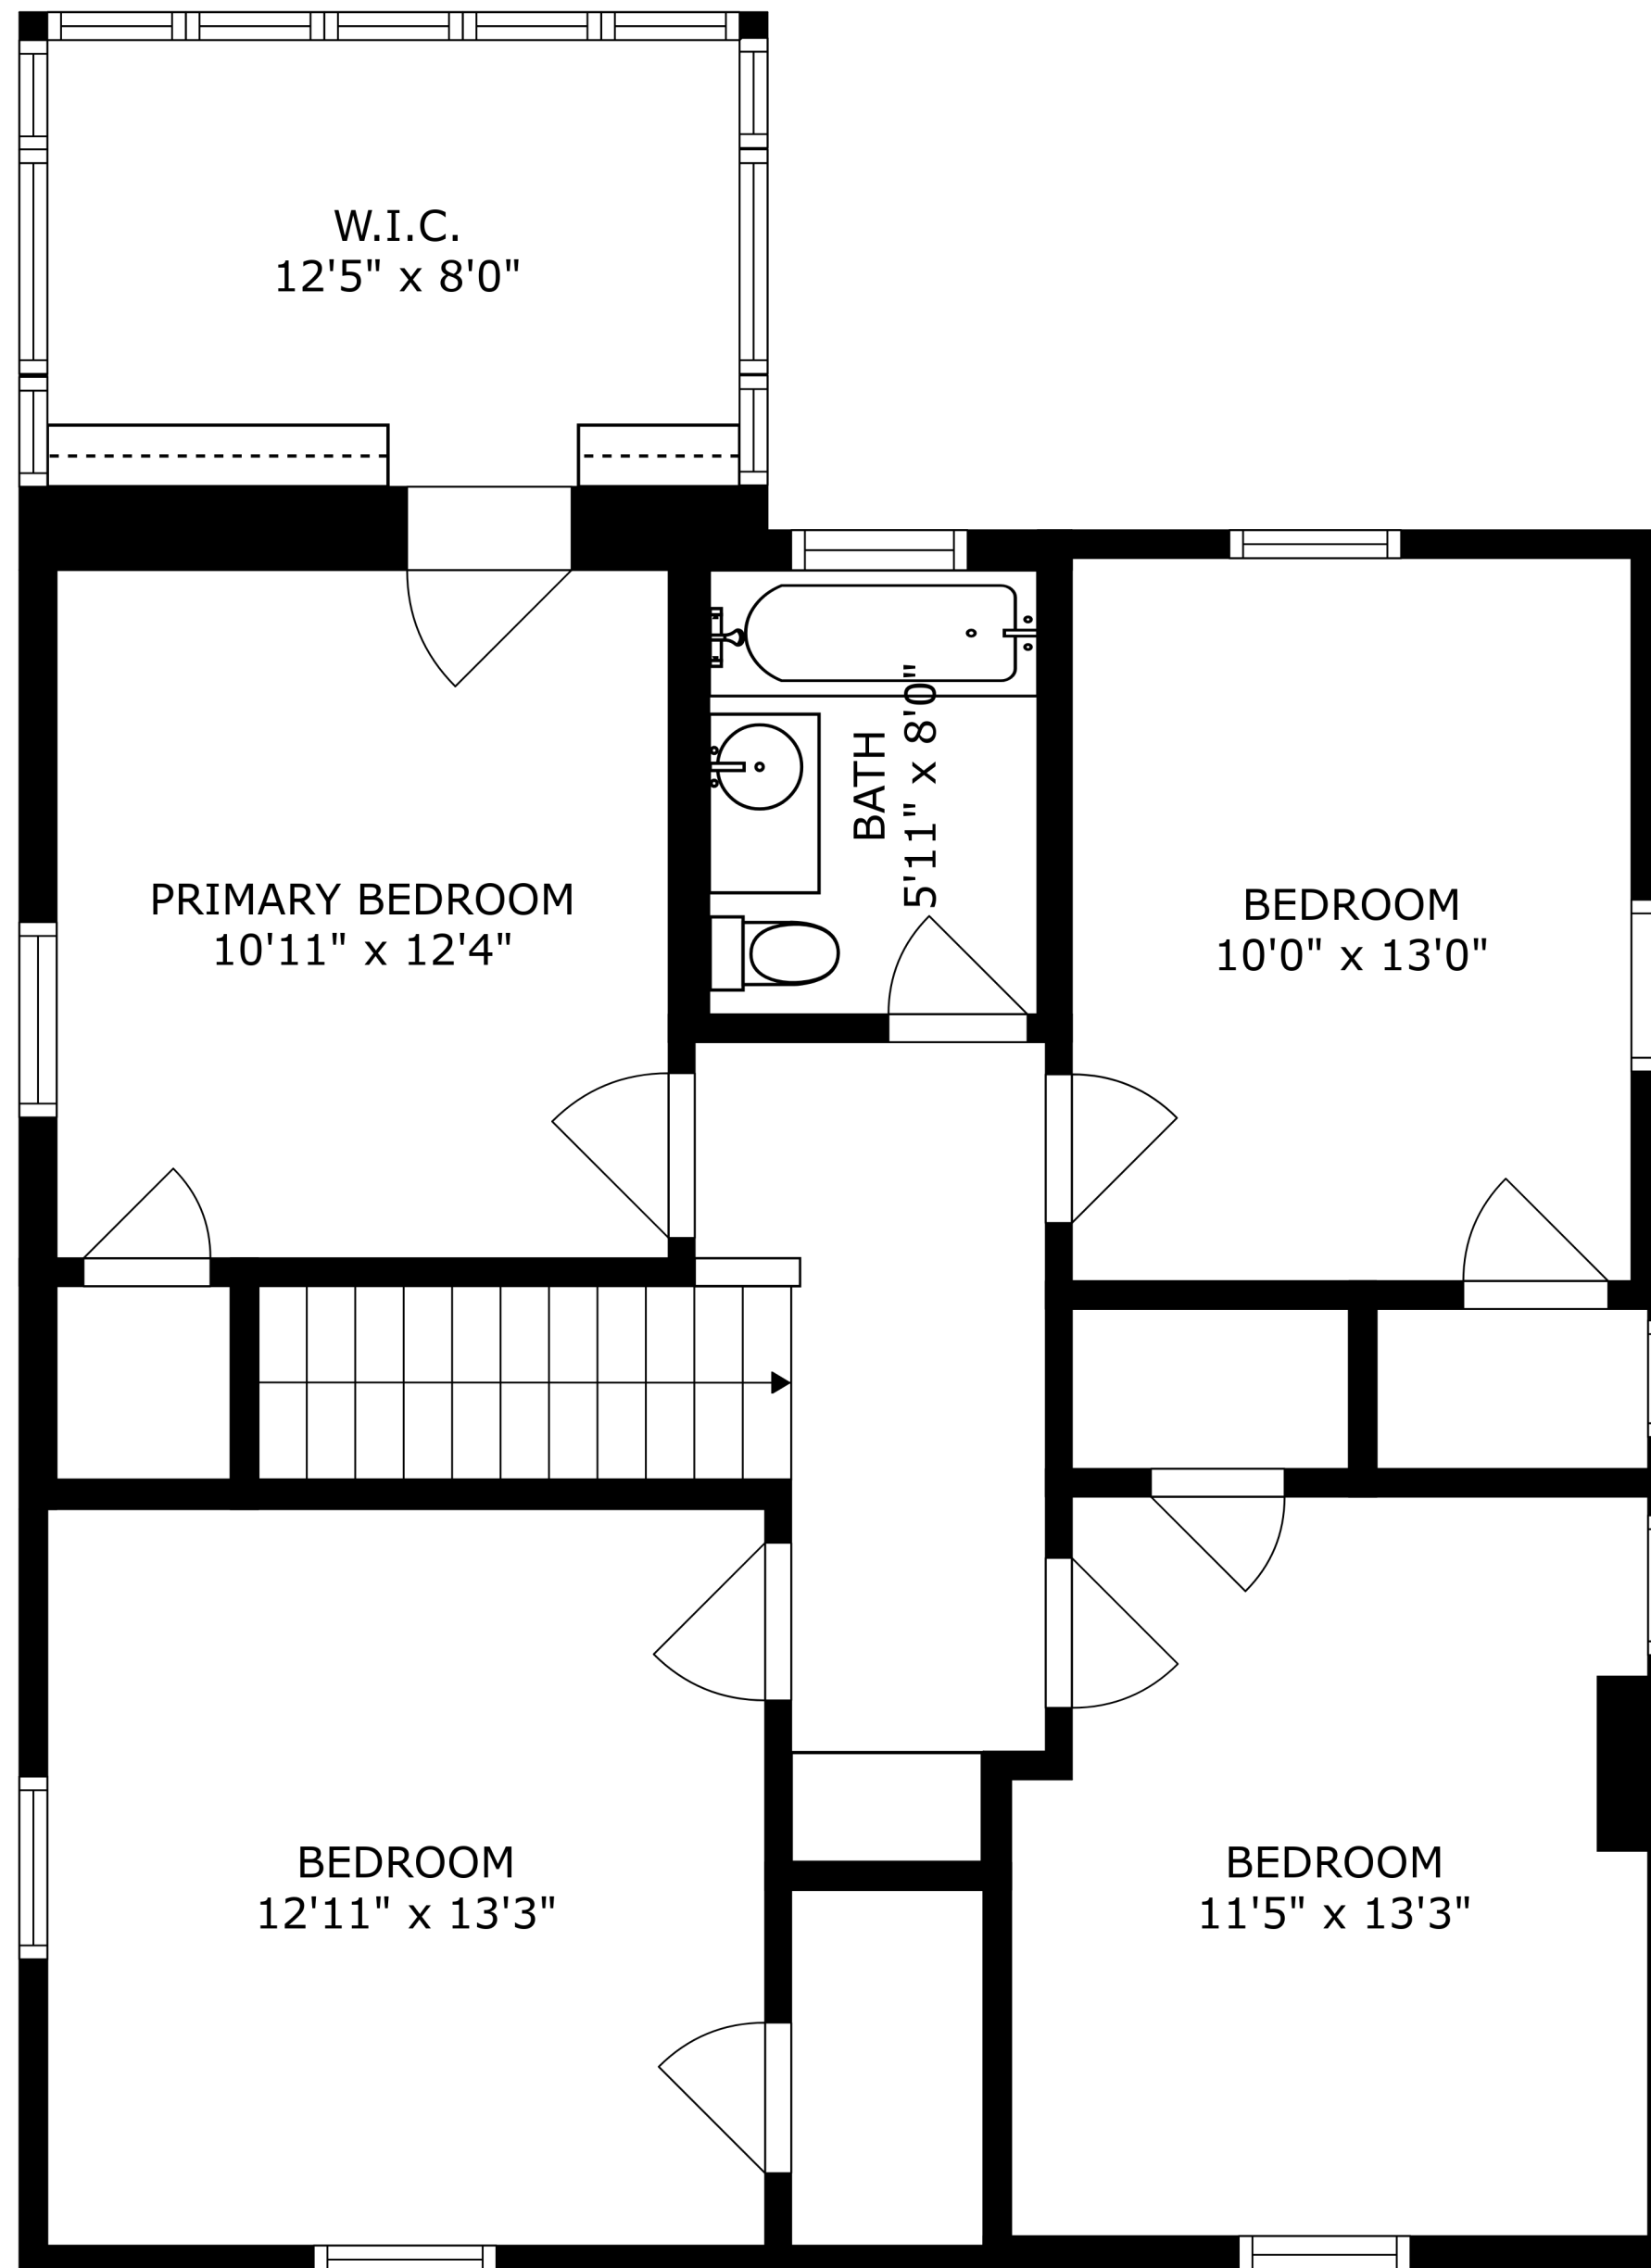 W.I.C.
12'5" x 8'0"
PRIMARY BEDROOM
10'11" x 12'4"
BATH
5'11" x 8'0"
BEDROOM
10'0" x 13'0"
BEDROOM
12'11" x 13'3"
BEDROOM
11'5" x 13'3"